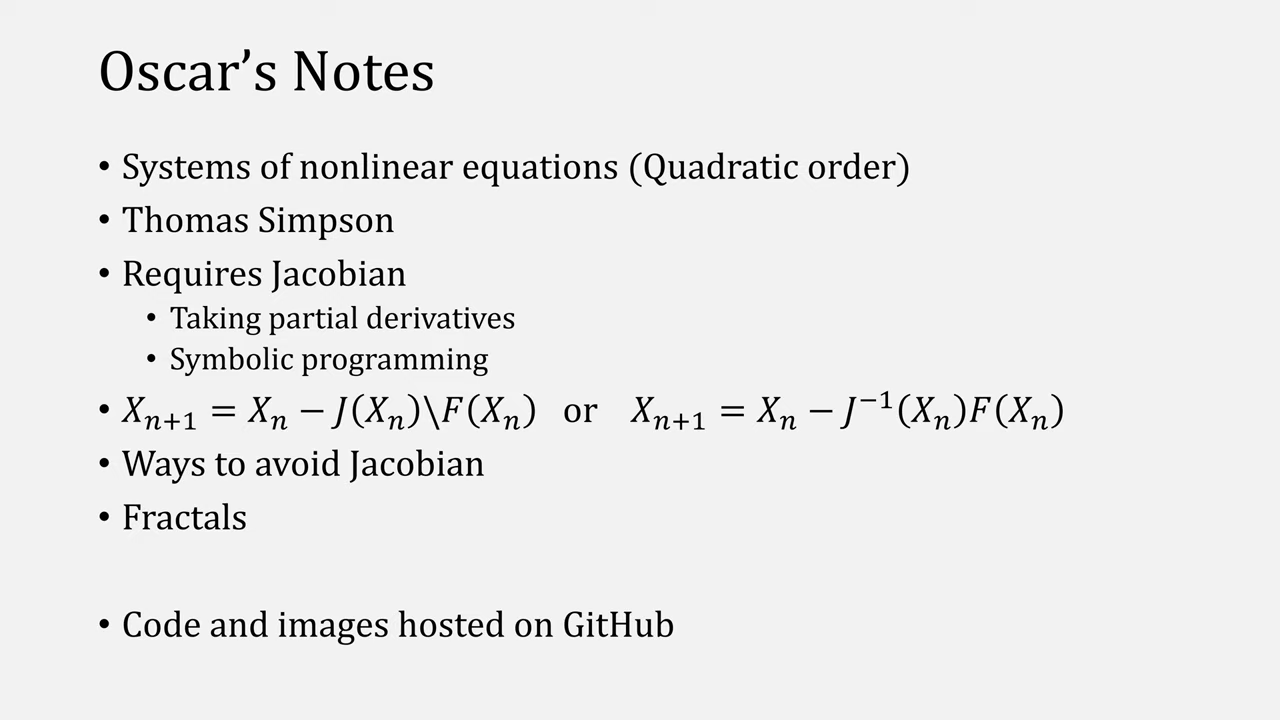 Oscar’s Notes
• Systems of nonlinear equations (Quadratic order)
• Thomas Simpson
• Requires Jacobian
• Taking partial derivatives
• Symbolic programming
• Xₙ₊₁ = Xₙ − J(Xₙ)\F(Xₙ) or Xₙ₊₁ = Xₙ − J⁻¹(Xₙ)F(Xₙ)
• Ways to avoid Jacobian
• Fractals
• Code and images hosted on GitHub